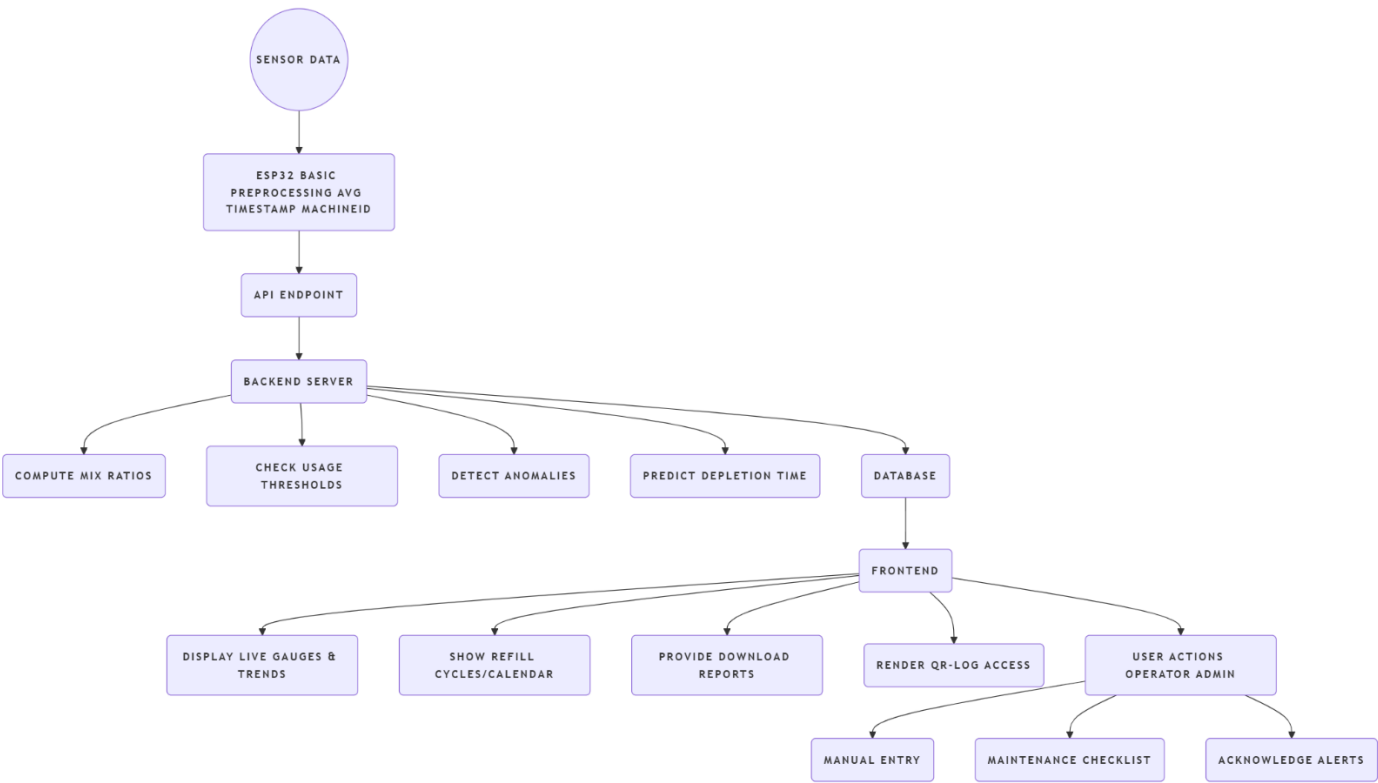 SENSOR DATA
ESP32 BASIC
PREPROCESSING AVG
TIMESTAMP MACHINEID
API ENDPOINT
BACKEND SERVER
COMPUTE MIX RATIOS
CHECK USAGE
THRESHOLDS
DETECT ANOMALIES
PREDICT DEPLETION TIME
DATABASE
FRONTEND
DISPLAY LIVE GAUGES &
TRENDS
SHOW REFILL
CYCLES/CALENDAR
PROVIDE DOWNLOAD
REPORTS
RENDER QR-LOG ACCESS
USER ACTIONS
OPERATOR ADMIN
MANUAL ENTRY
MAINTENANCE CHECKLIST
ACKNOWLEDGE ALERTS